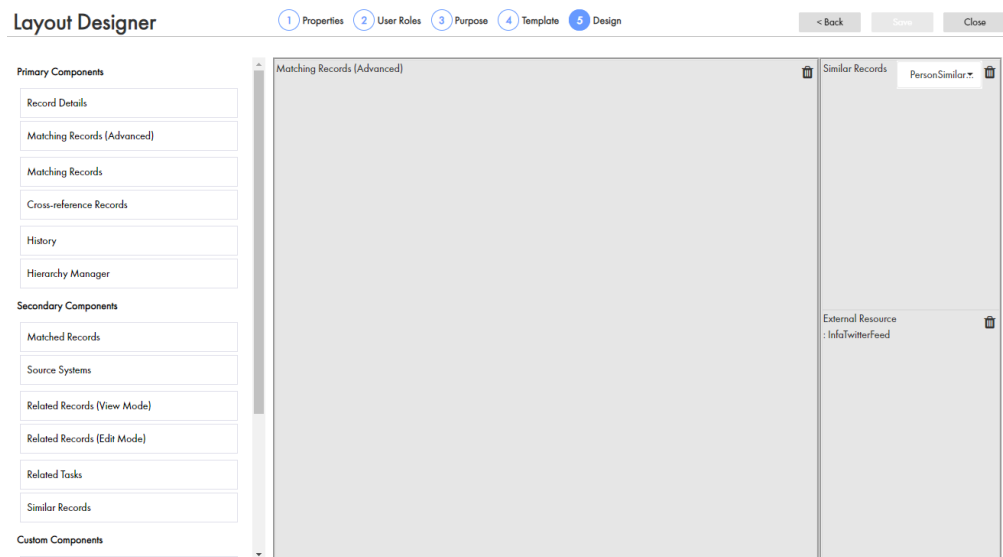 Layout Designer
1 Properties 2 User Roles 3 Purpose 4 Template 5 Design
< Back Save Close
Primary Components
Record Details
Matching Records (Advanced)
Matching Records
Cross-reference Records
History
Hierarchy Manager
Secondary Components
Matched Records
Source Systems
Related Records (View Mode)
Related Records (Edit Mode)
Related Tasks
Similar Records
Custom Components
Matching Records (Advanced)
Similar Records
PersonSimilar...
External Resource
: InfaTwitterFeed